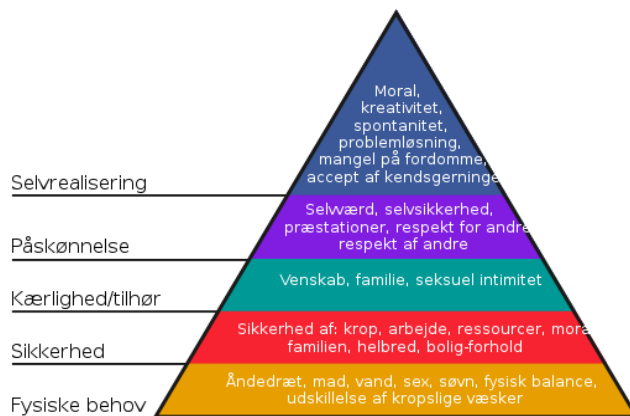 Moral,
kreativitet,
spontanitet,
problemløsning,
mangel på fordomme,
accept af kendsgerninge
Selvrealisering
Selvværd, selvsikkerhed,
præstationer, respekt for andre
respekt af andre
Påskønnelse
Venskab, familie, seksuel intimitet
Kærlighed/tilhør
Sikkerhed af: krop, arbejde, ressourcer, mora
familien, helbred, bolig-forhold
Sikkerhed
Åndedræt, mad, vand, sex, søvn, fysisk balance,
udskillelse af kropslige væsker
Fysiske behov